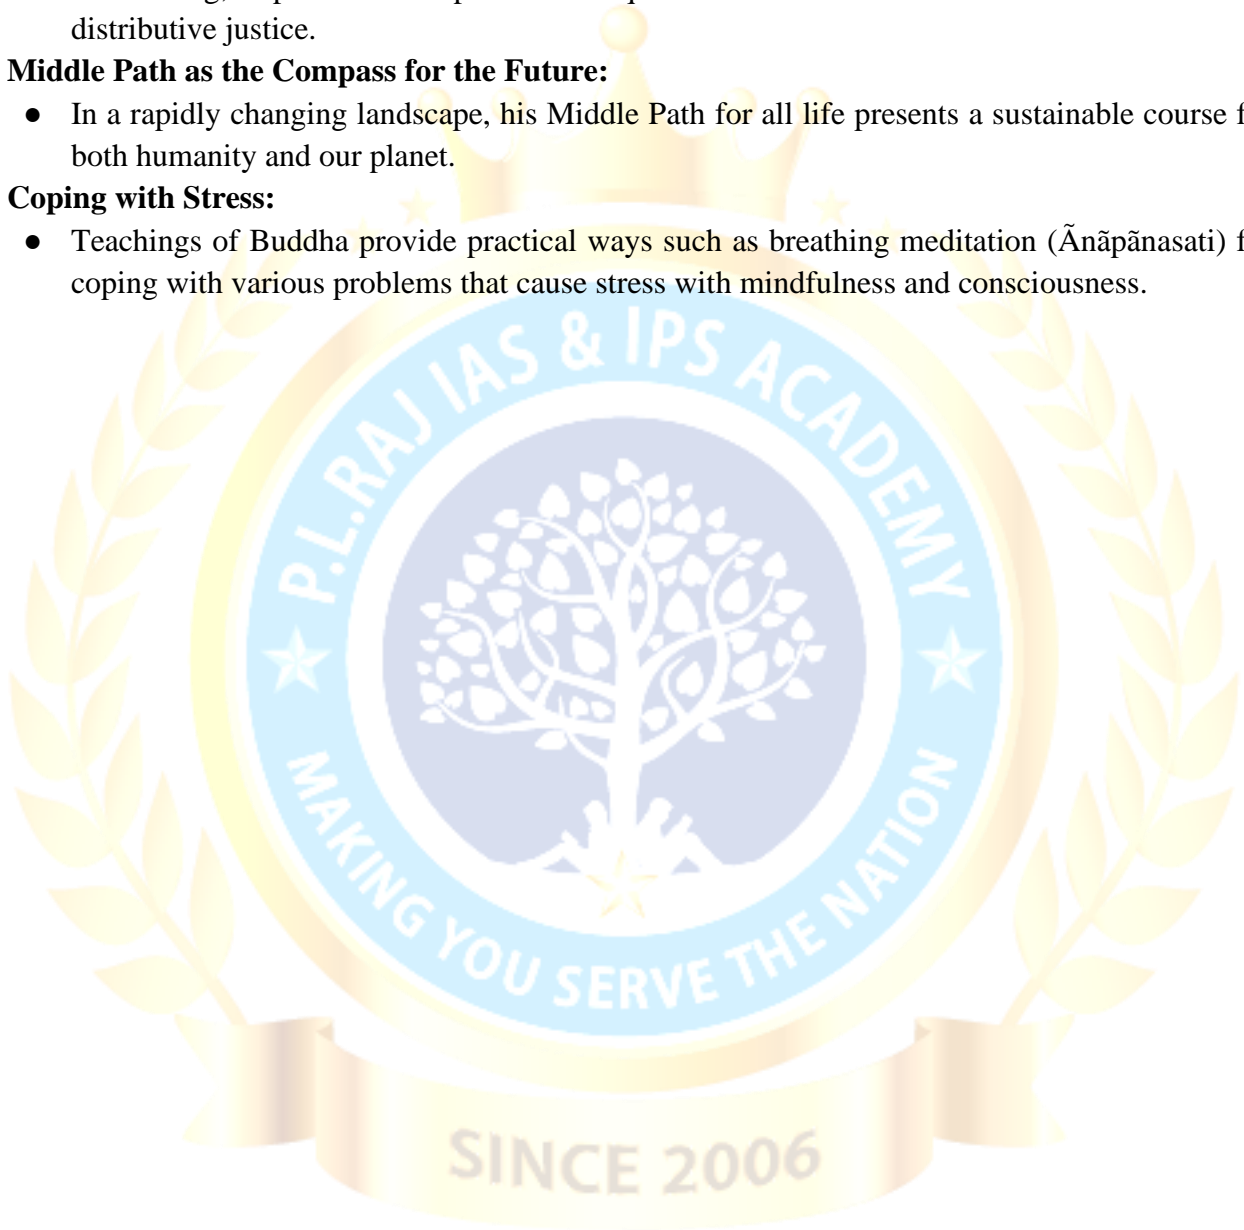 distributive justice.
Middle Path as the Compass for the Future:
● In a rapidly changing landscape, his Middle Path for all life presents a sustainable course f
both humanity and our planet.
Coping with Stress:
● Teachings of Buddha provide practical ways such as breathing meditation (Ãnãpãnasati) f
coping with various problems that cause stress with mindfulness and consciousness.
P.L.RAJ IAS & IPS ACADEMY
MAKING YOU SERVE THE NATION
SINCE 2006